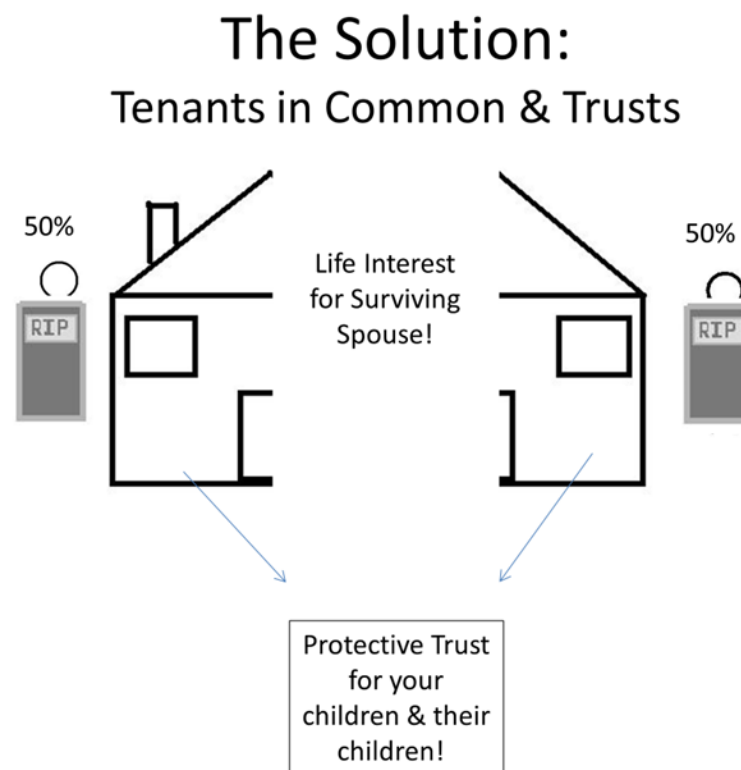 The Solution:
Tenants in Common & Trusts
50%
50%
RIP
RIP
Life Interest
for Surviving
Spouse!
Protective Trust
for your
children & their
children!